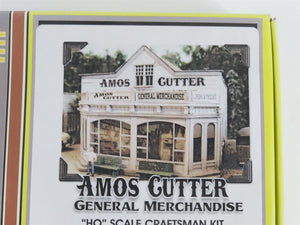 AMOS CUTTER
AMOS CUTTER
GENERAL MERCHANDISE
AMOS CUTTER
GENERAL MERCHANDISE
"HO" SCALE CRAFTSMAN KIT